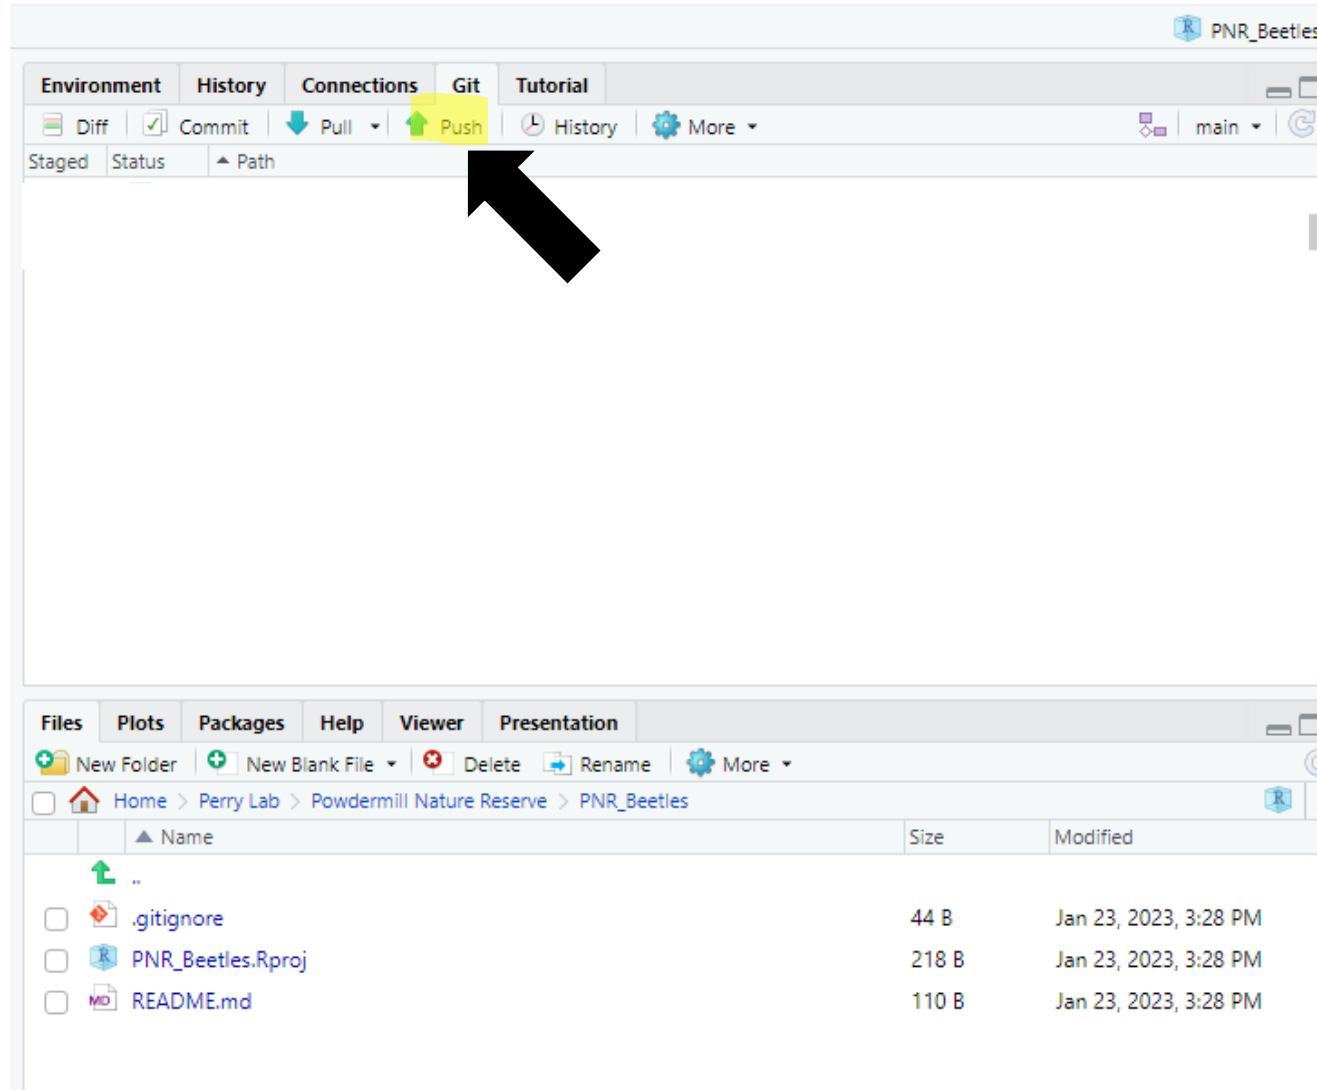 PNR_Beetles
Environment History Connections Git Tutorial
Diff Commit Pull Push History More main
Staged Status Path
Files Plots Packages Help Viewer Presentation
New Folder New Blank File Delete Rename More
Home > Perry Lab > Powdermill Nature Reserve > PNR_Beetles
Name Size Modified
..
.gitignore 44 B Jan 23, 2023, 3:28 PM
PNR_Beetles.Rproj 218 B Jan 23, 2023, 3:28 PM
README.md 110 B Jan 23, 2023, 3:28 PM